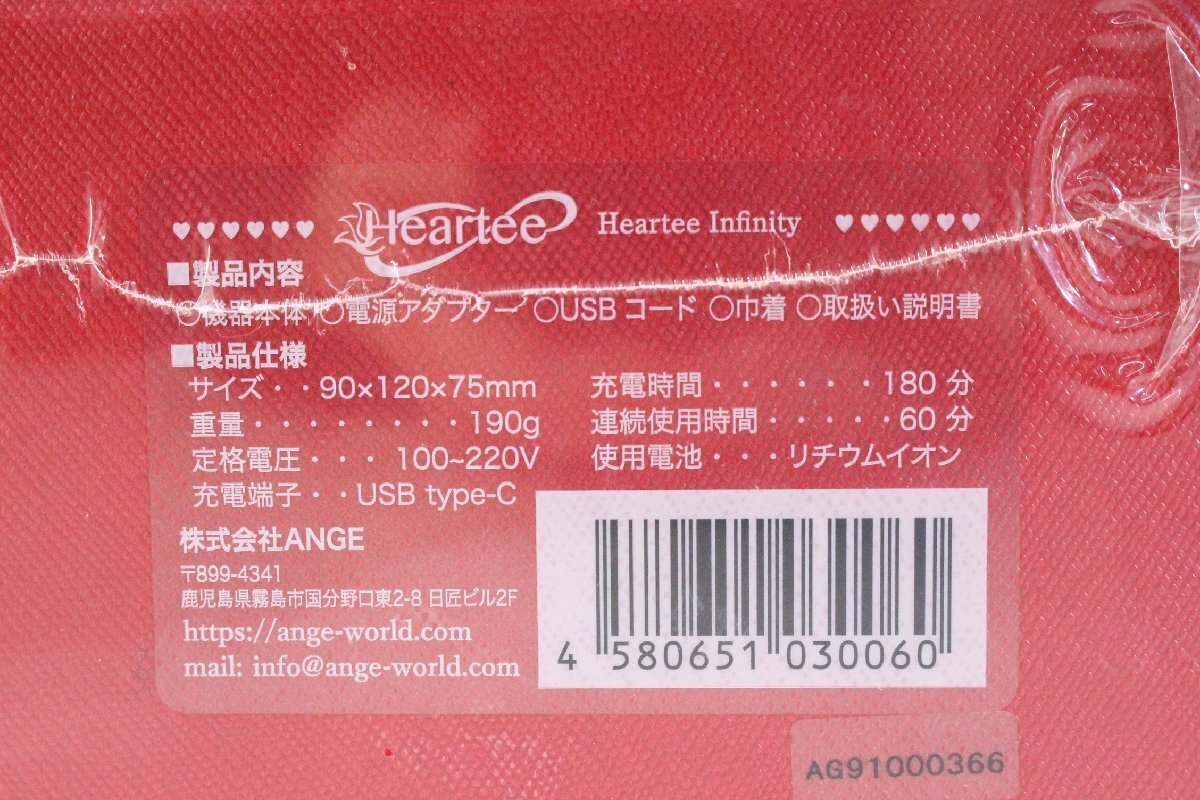 ♥♥♥♥♥♥ Heartee Heartee Infinity ♥♥♥♥♥♥
■製品内容
○機器本体 ○電源アダプター ○USB コード ○巾着 ○取扱い説明書
■製品仕様
サイズ・・90×120×75mm
重量・・・・・・・・190g
定格電圧・・・100~220V
充電端子・・USB type-C
充電時間・・・・・・180 分
連続使用時間・・・・・60 分
使用電池・・・リチウムイオン
株式会社ANGE
〒899-4341
鹿児島県霧島市国分野口東2-8 日匠ビル2F
https://ange-world.com
mail: info@ange-world.com
4 580651 030060
AG91000366